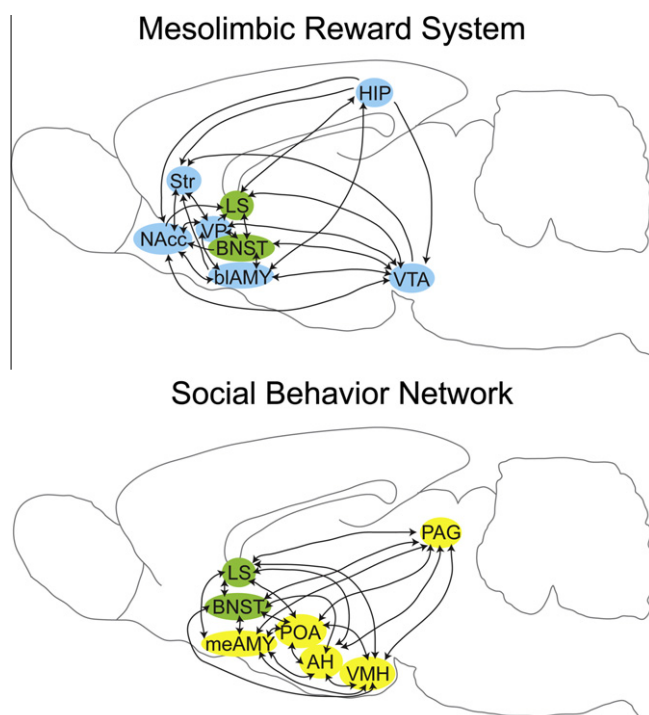 Mesolimbic Reward System
HIP
Str
LS
VP
NAcc
BNST
blAMY
VTA
Social Behavior Network
PAG
LS
BNST
POA
meAMY
AH
VMH